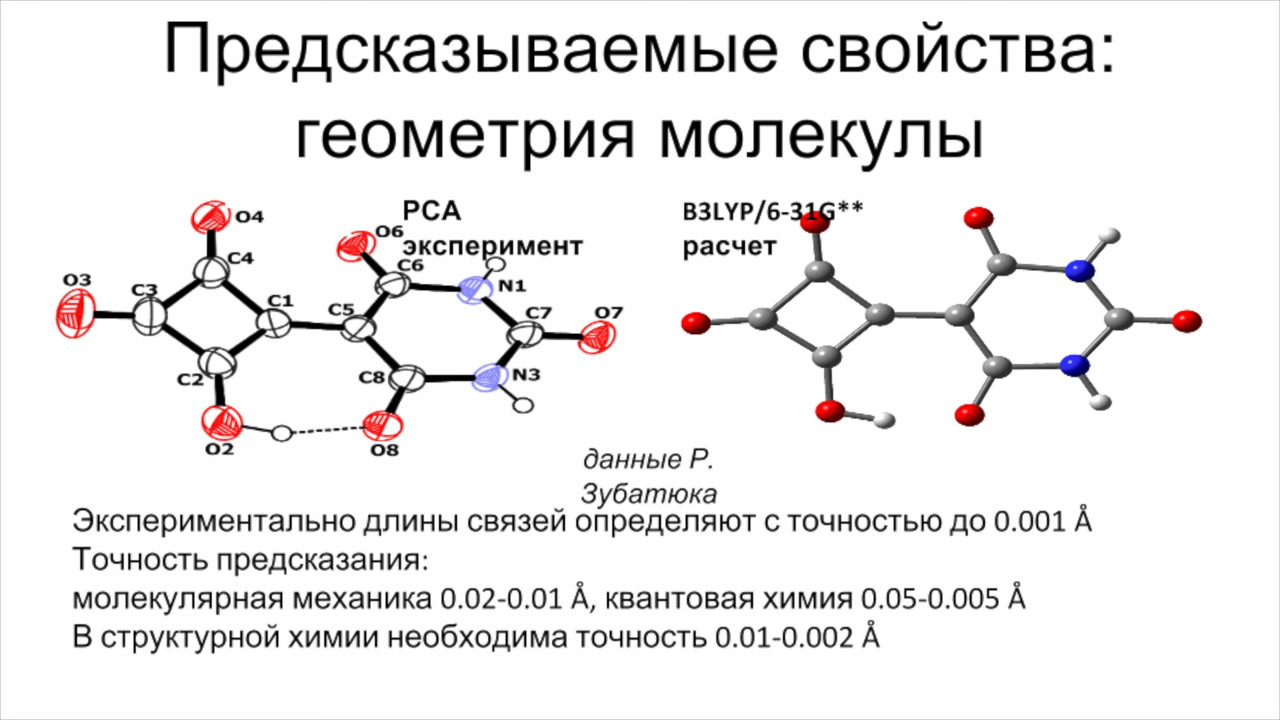 Предсказываемые свойства:
геометрия молекулы
РСА
эксперимент
B3LYP/6-31G**
расчет
O4
O6
C4
C6
O3
C3
N1
C1
C5
C7
O7
C2
C8
N3
O2
O8
данные Р.
Зубатюка
Экспериментально длины связей определяют с точностью до 0.001 Å
Точность предсказания:
молекулярная механика 0.02-0.01 Å, квантовая химия 0.05-0.005 Å
В структурной химии необходима точность 0.01-0.002 Å